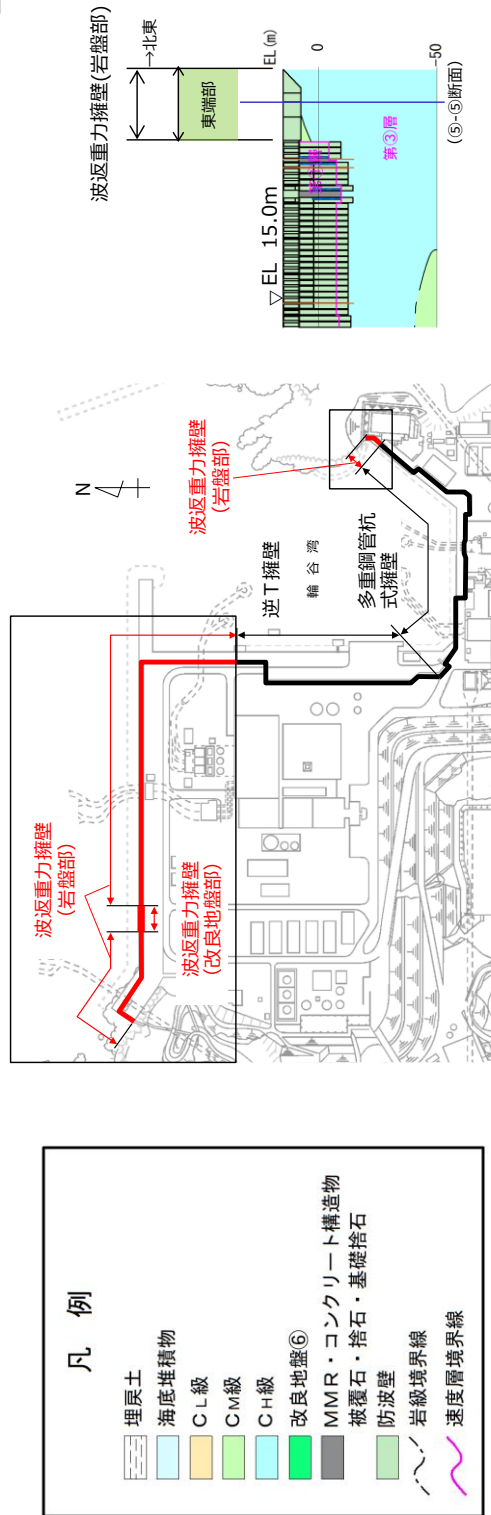 凡 例
埋戻土
海底堆積物
CL級
CM級
CH級
改良地盤⑥
MMR・コンクリート構造物
被覆石・捨石・基礎捨石
防波壁
岩級境界線
速度層境界線
波返重力擁壁
(岩盤部)
波返重力擁壁
(改良地盤部)
N
逆T擁壁
輪谷湾
多重鋼管杭
式擁壁
波返重力擁壁
(岩盤部)
波返重力擁壁(岩盤部)
→北東
東端部
EL(m)
0
-50
▽EL 15.0m
第③層
(⑤-⑤断面)